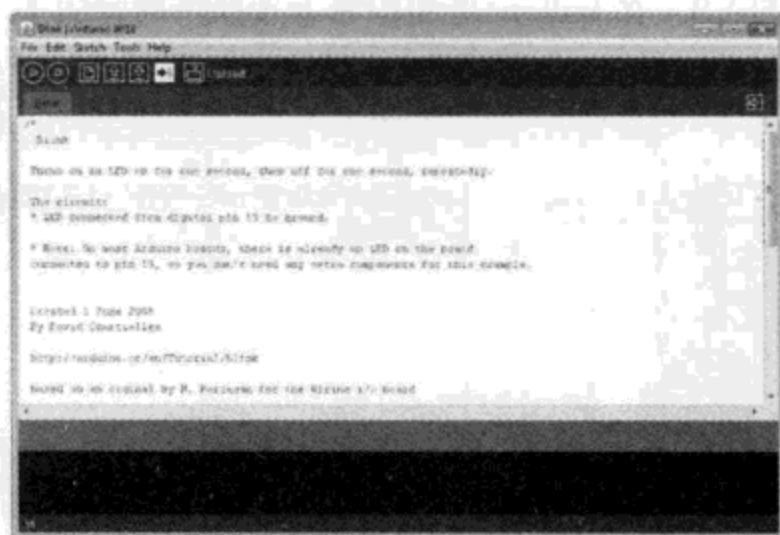 Blink | Arduino 0018
File Edit Sketch Tools Help
Upload
Blink
/*
Blink
Turns on an LED on for one second, then off for one second, repeatedly.
The circuit:
* LED connected from digital pin 13 to ground.
* Note: On most Arduino boards, there is already an LED on the board
connected to pin 13, so you don't need any extra components for this example.
Created 1 June 2005
By David Cuartielles
http://arduino.cc/en/Tutorial/Blink
based on an orginal by H. Barragan for the Wiring i/o board